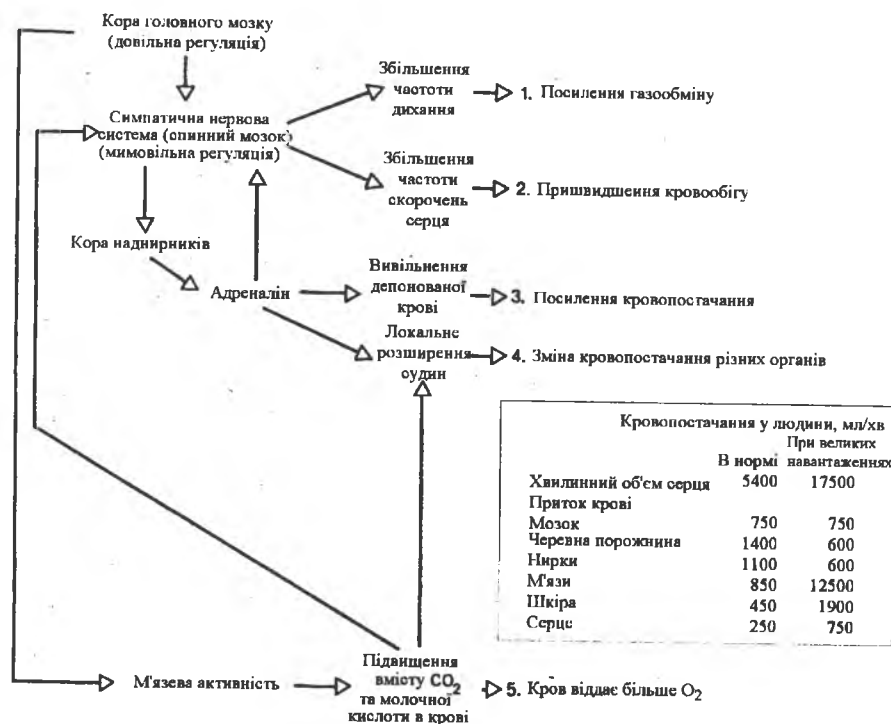 Кора головного мозку
(довільна регуляція)
Симпатична нервова
система (спинний мозок)
(мимовільна регуляція)
Збільшення
частоти
дихання
1. Посилення газообміну
Збільшення
частоти
скорочень
серця
2. Пришвидшення кровообігу
Кора наднирників
Адреналін
Вивільнення
депонованої
крові
3. Посилення кровопостачання
Локальне
розширення
судин
4. Зміна кровопостачання різних органів
Кровопостачання у людини, мл/хв
В нормі При великих навантаженнях
Хвилинний об'єм серця 5400 17500
Приток крові
Мозок 750 750
Черевна порожнина 1400 600
Нирки 1100 600
М'язи 850 12500
Шкіра 450 1900
Серце 250 750
М'язева активність
Підвищення
вмісту CO₂
та молочної
кислоти в крові
5. Кров віддає більше O₂